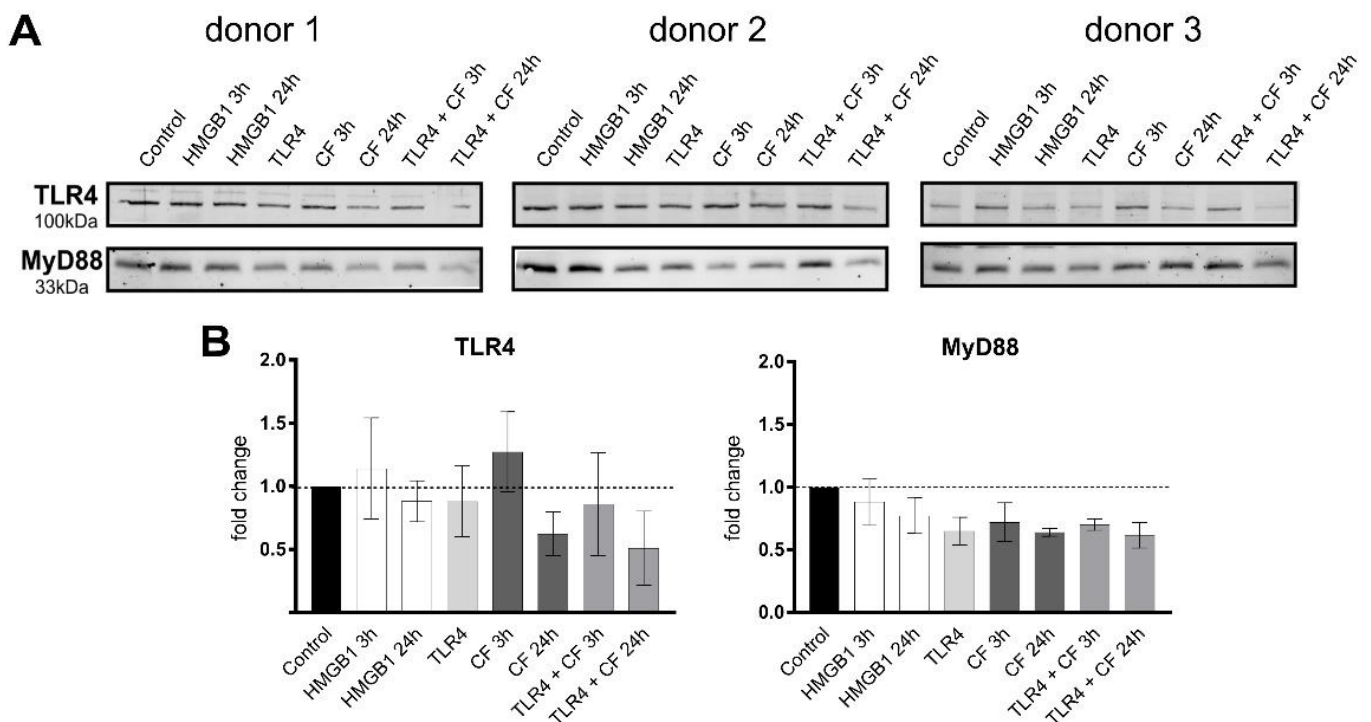 A
donor 1
donor 2
donor 3
Control
HMGB1 3h
HMGB1 24h
TLR4
CF 3h
CF 24h
TLR4 + CF 3h
TLR4 + CF 24h
Control
HMGB1 3h
HMGB1 24h
TLR4
CF 3h
CF 24h
TLR4 + CF 3h
TLR4 + CF 24h
Control
HMGB1 3h
HMGB1 24h
TLR4
CF 3h
CF 24h
TLR4 + CF 3h
TLR4 + CF 24h
TLR4
100kDa
MyD88
33kDa
B
TLR4
2.0
1.5
1.0
0.5
fold change
Control
HMGB1 3h
HMGB1 24h
TLR4
CF 3h
CF 24h
TLR4 + CF 3h
TLR4 + CF 24h
MyD88
2.0
1.5
1.0
0.5
0.0
fold change
Control
HMGB1 3h
HMGB1 24h
TLR4
CF 3h
CF 24h
TLR4 + CF 3h
TLR4 + CF 24h